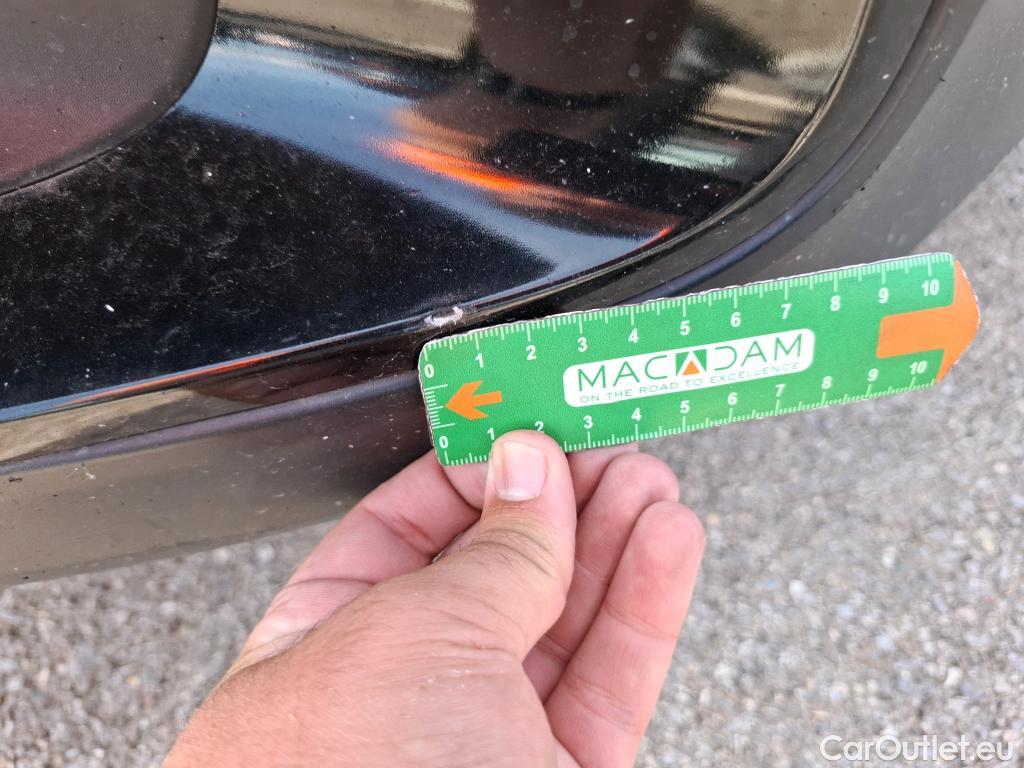 0 1 2 3 4 5 6 7 8 9 10
MACADAM
ON THE ROAD TO EXCELLENCE
0 1 2 3 4 5 6 7 8 9 10
CarOutlet.eu